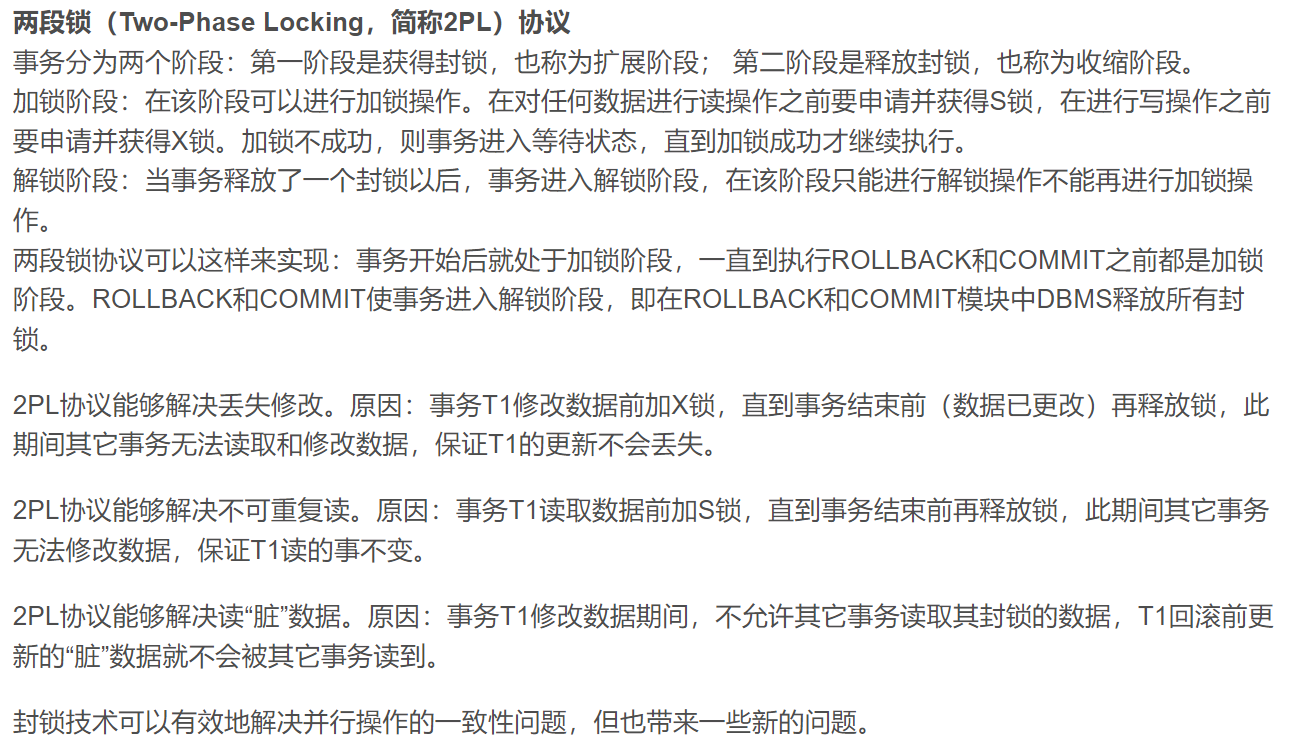 两段锁（Two-Phase Locking，简称2PL）协议
事务分为两个阶段：第一阶段是获得封锁，也称为扩展阶段； 第二阶段是释放封锁，也称为收缩阶段。
加锁阶段：在该阶段可以进行加锁操作。在对任何数据进行读操作之前要申请并获得S锁，在进行写操作之前
要申请并获得X锁。加锁不成功，则事务进入等待状态，直到加锁成功才继续执行。
解锁阶段：当事务释放了一个封锁以后，事务进入解锁阶段，在该阶段只能进行解锁操作不能再进行加锁操
作。
两段锁协议可以这样来实现：事务开始后就处于加锁阶段，一直到执行ROLLBACK和COMMIT之前都是加锁
阶段。ROLLBACK和COMMIT使事务进入解锁阶段，即在ROLLBACK和COMMIT模块中DBMS释放所有封
锁。
2PL协议能够解决丢失修改。原因：事务T1修改数据前加X锁，直到事务结束前（数据已更改）再释放锁，此
期间其它事务无法读取和修改数据，保证T1的更新不会丢失。
2PL协议能够解决不可重复读。原因：事务T1读取数据前加S锁，直到事务结束前再释放锁，此期间其它事务
无法修改数据，保证T1读的事不变。
2PL协议能够解决读“脏”数据。原因：事务T1修改数据期间，不允许其它事务读取其封锁的数据，T1回滚前更
新的“脏”数据就不会被其它事务读到。
封锁技术可以有效地解决并行操作的一致性问题，但也带来一些新的问题。